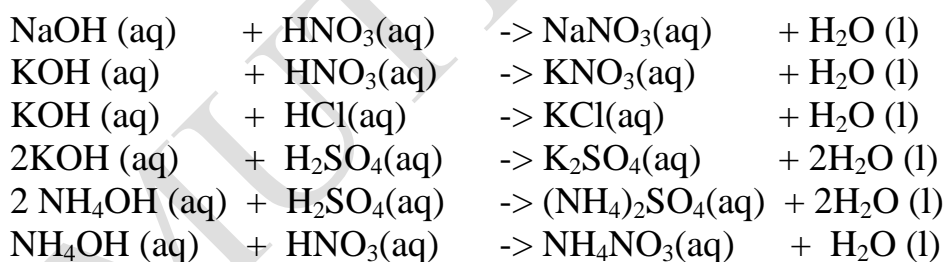 NaOH (aq) + HNO₃(aq) -> NaNO₃(aq) + H₂O (l)
KOH (aq) + HNO₃(aq) -> KNO₃(aq) + H₂O (l)
KOH (aq) + HCl(aq) -> KCl(aq) + H₂O (l)
2KOH (aq) + H₂SO₄(aq) -> K₂SO₄(aq) + 2H₂O (l)
2 NH₄OH (aq) + H₂SO₄(aq) -> (NH₄)₂SO₄(aq) + 2H₂O (l)
NH₄OH (aq) + HNO₃(aq) -> NH₄NO₃(aq) + H₂O (l)